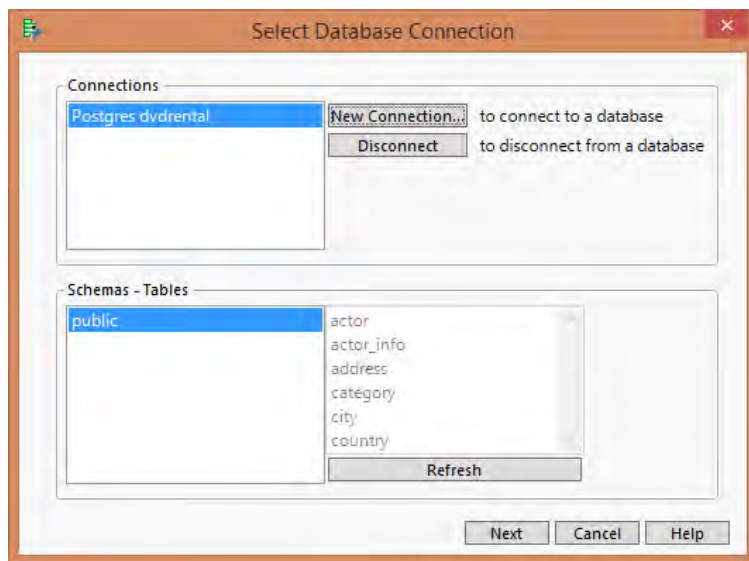 Select Database Connection
Connections
Postgres dvdrental
New Connection... to connect to a database
Disconnect to disconnect from a database
Schemas - Tables
public
actor
actor_info
address
category
city
country
Refresh
Next Cancel Help